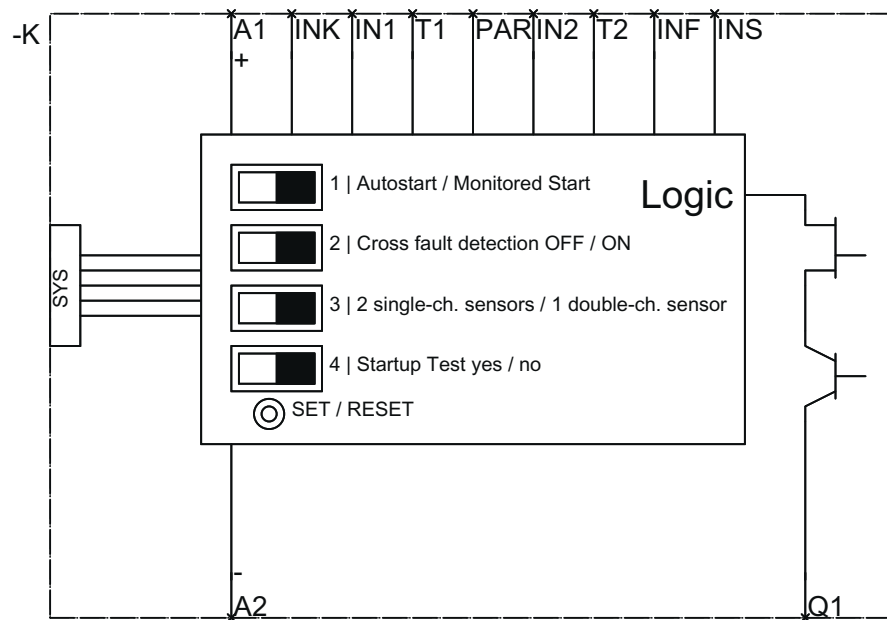 -K
A1 INK IN1 T1 PAR IN2 T2 INF INS
+
1 | Autostart / Monitored Start
Logic
2 | Cross fault detection OFF / ON
SYS
3 | 2 single-ch. sensors / 1 double-ch. sensor
4 | Startup Test yes / no
SET / RESET
-
A2 Q1